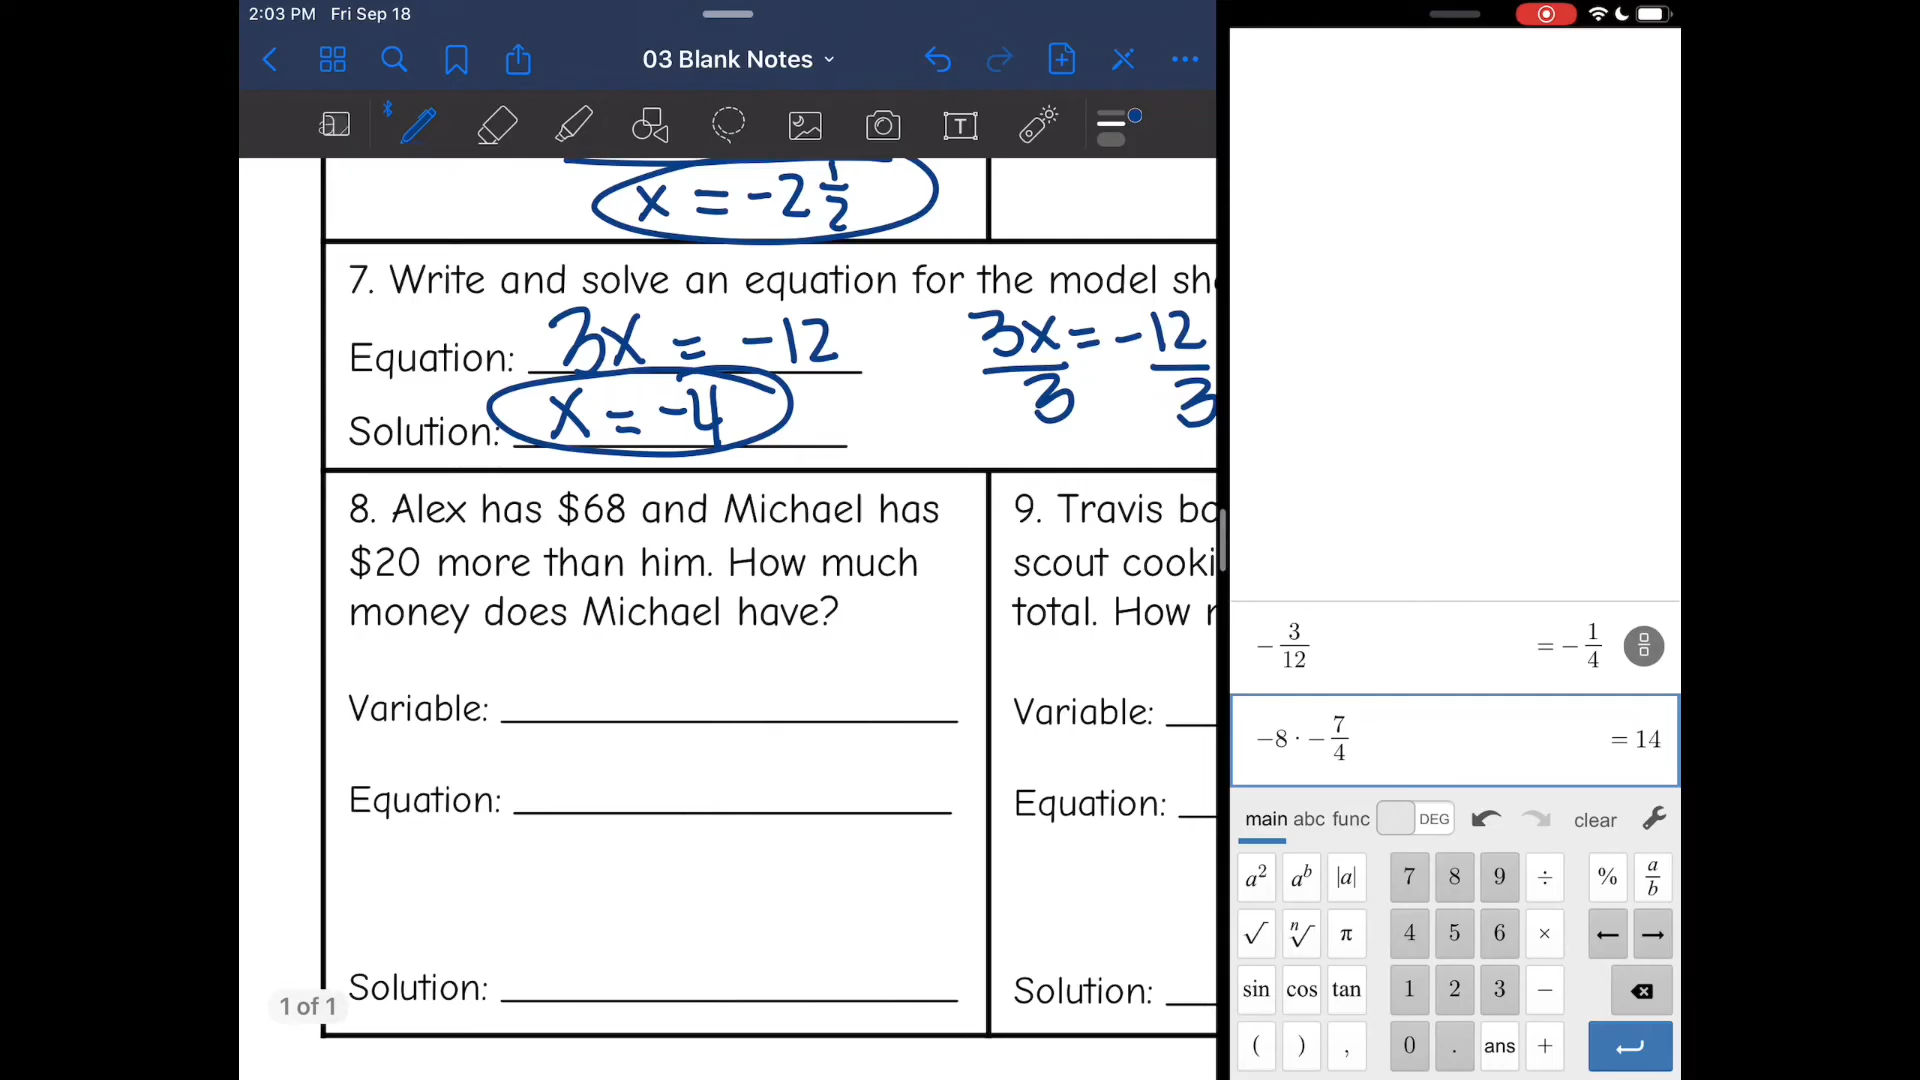 2:03 PM Fri Sep 18
03 Blank Notes
x = -2 1/2
7. Write and solve an equation for the model sh
Equation: 3x = -12
3x = -12
3 3
Solution: x = -4
8. Alex has $68 and Michael has
$20 more than him. How much
money does Michael have?
Variable:
Equation:
Solution:
9. Travis bo
scout cooki
total. How
Variable:
Equation:
Solution:
1 of 1
-3/12 = -1/4
-8 · -7/4 = 14
main abc func DEG clear
a² aᵇ |a| 7 8 9 ÷ % a/b
√ ⁿ√ π 4 5 6 × ← →
sin cos tan 1 2 3 −
( ) , 0 . ans +